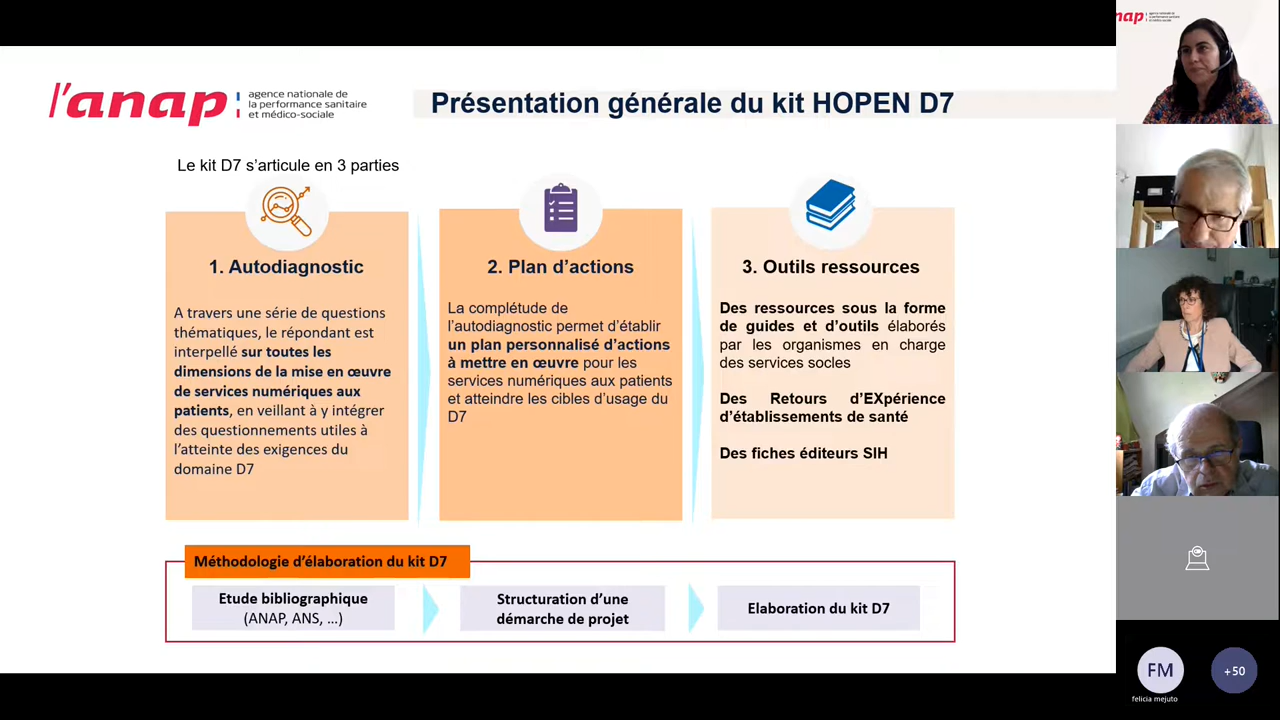 l'anap
agence nationale de
la performance sanitaire
et médico-sociale
Présentation générale du kit HOPEN D7
Le kit D7 s'articule en 3 parties
1. Autodiagnostic
A travers une série de questions
thématiques, le répondant est
interpellé sur toutes les
dimensions de la mise en œuvre
de services numériques aux
patients, en veillant à y intégrer
des questionnements utiles à
l'atteinte des exigences du
domaine D7
2. Plan d'actions
La complétude de
l'autodiagnostic permet d'établir
un plan personnalisé d'actions
à mettre en œuvre pour les
services numériques aux patients
et atteindre les cibles d'usage du
D7
3. Outils ressources
Des ressources sous la forme
de guides et d'outils élaborés
par les organismes en charge
des services socles
Des Retours d'EXpérience
d'établissements de santé
Des fiches éditeurs SIH
Méthodologie d'élaboration du kit D7
Etude bibliographique
(ANAP, ANS, …)
Structuration d'une
démarche de projet
Elaboration du kit D7
nap
FM
+50
felicia mejuto